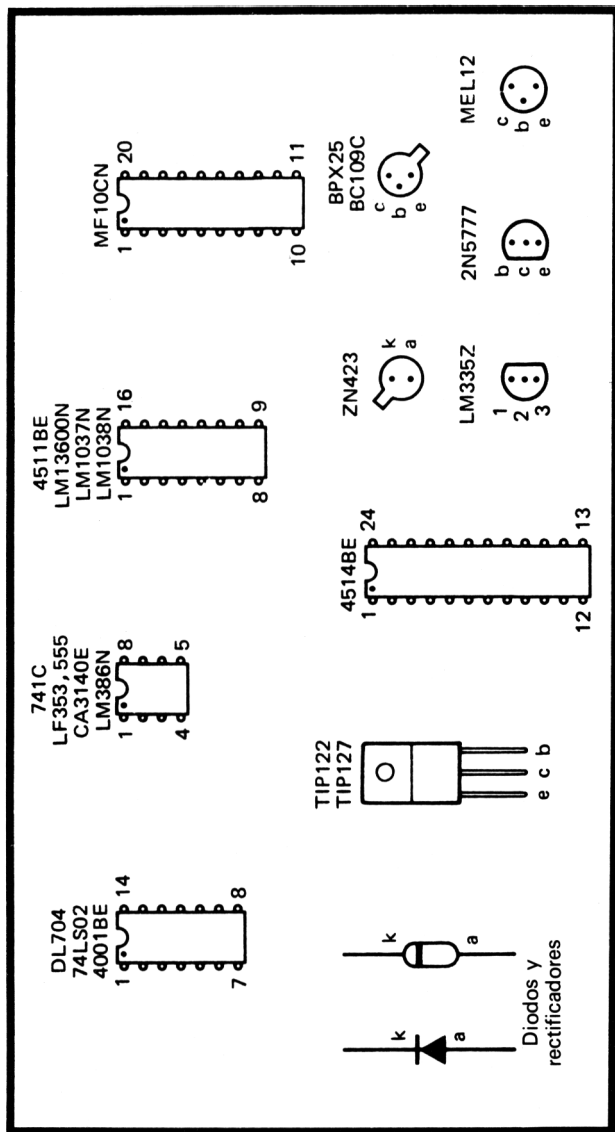 DL704
74LS02
4001BE
1 14
7 8
741C
LF353, 555
CA3140E
LM386N
1 8
4 5
4511BE
LM13600N
LM1037N
LM1038N
1 16
8 9
MF10CN
1 20
10 11
k k
a a
Diodos y
rectificadores
TIP122
TIP127
e c b
4514BE
1 24
12 13
ZN423
k
a
BPX25
BC109C
c
b
e
LM335Z
1
2
3
2N5777
b
c
e
MEL12
c
b
e